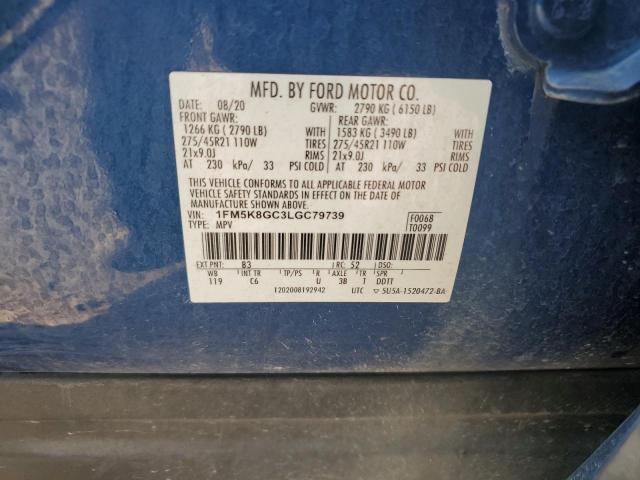 MFD. BY FORD MOTOR CO.
DATE: 08/20 GVWR: 2790 KG ( 6150 LB)
FRONT GAWR: REAR GAWR:
1266 KG ( 2790 LB) WITH 1583 KG ( 3490 LB) WITH
275/45R21 110W TIRES 275/45R21 110W TIRES
21x9.0J RIMS 21x9.0J RIMS
AT 230 kPa/ 33 PSI COLD AT 230 kPa/ 33 PSI COLD
THIS VEHICLE CONFORMS TO ALL APPLICABLE FEDERAL MOTOR
VEHICLE SAFETY STANDARDS IN EFFECT ON THE DATE OF
MANUFACTURE SHOWN ABOVE.
VIN: 1FM5K8GC3LGC79739 F0068
TYPE: MPV T0099
EXT PNT: B3 RC: 52 DSO:
WB INT TR TP/PS R AXLE TR SPR
119 C6 U 3B T DDTT
1202008192942 UTC ▽ 5U5A-1520472-BA